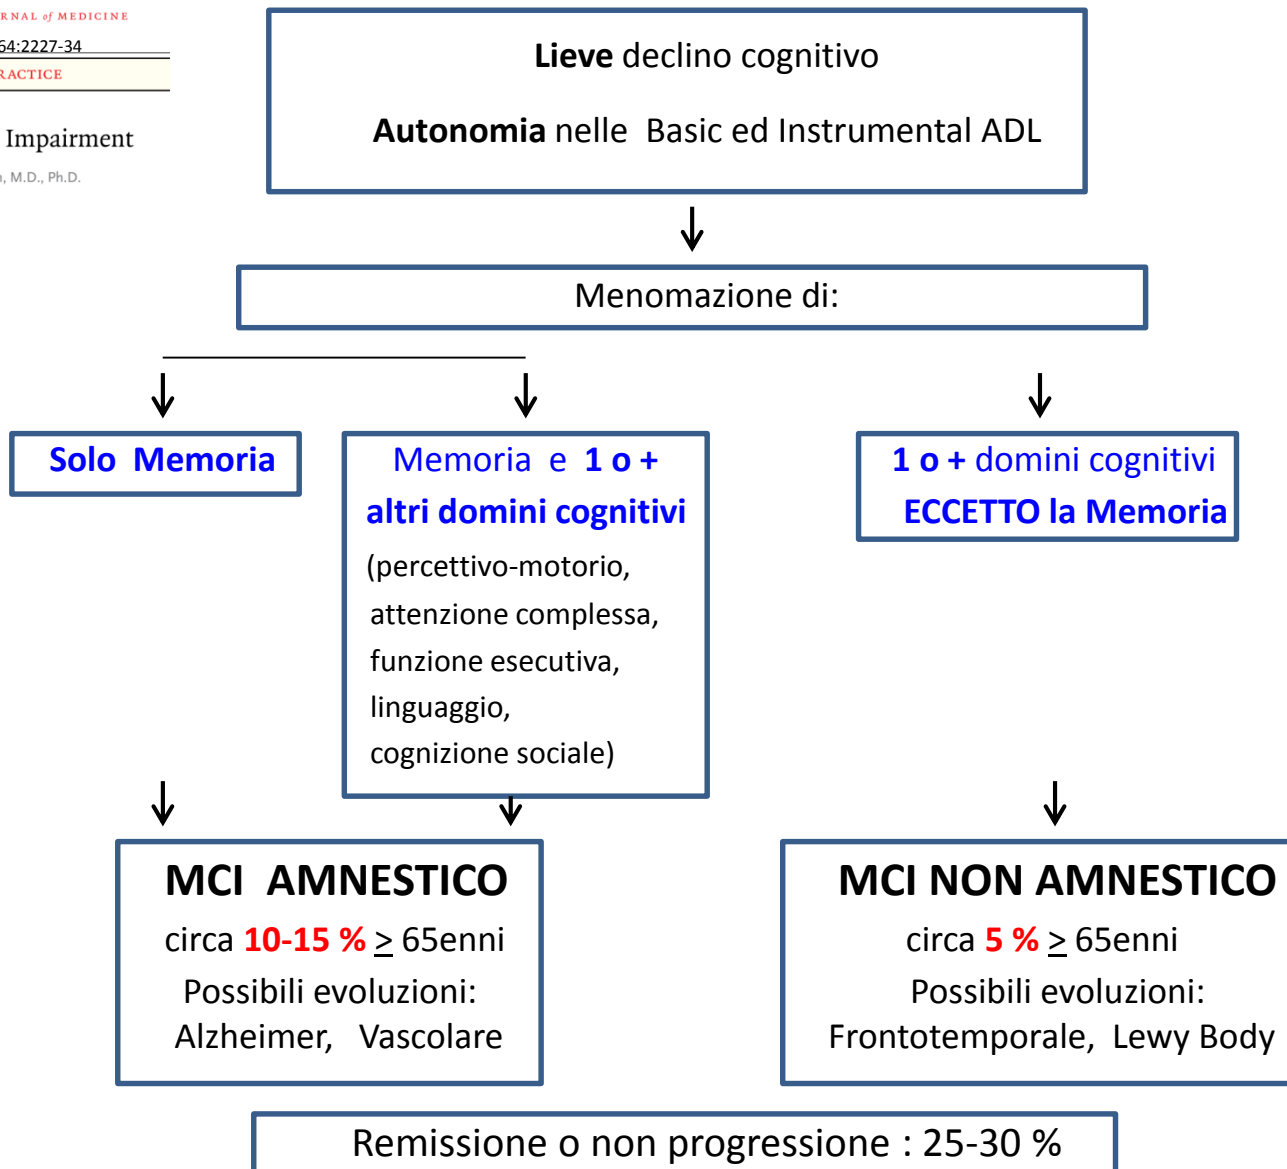 RNAL of MEDICINE
64:2227-34
RACTICE
Impairment
, M.D., Ph.D.
Lieve declino cognitivo
Autonomia nelle Basic ed Instrumental ADL
Menomazione di:
Solo Memoria
Memoria e 1 o +
altri domini cognitivi
(percettivo-motorio,
attenzione complessa,
funzione esecutiva,
linguaggio,
cognizione sociale)
1 o + domini cognitivi
ECCETTO la Memoria
MCI AMNESTICO
circa 10-15 % ≥ 65enni
Possibili evoluzioni:
Alzheimer, Vascolare
MCI NON AMNESTICO
circa 5 % ≥ 65enni
Possibili evoluzioni:
Frontotemporale, Lewy Body
Remissione o non progressione : 25-30 %